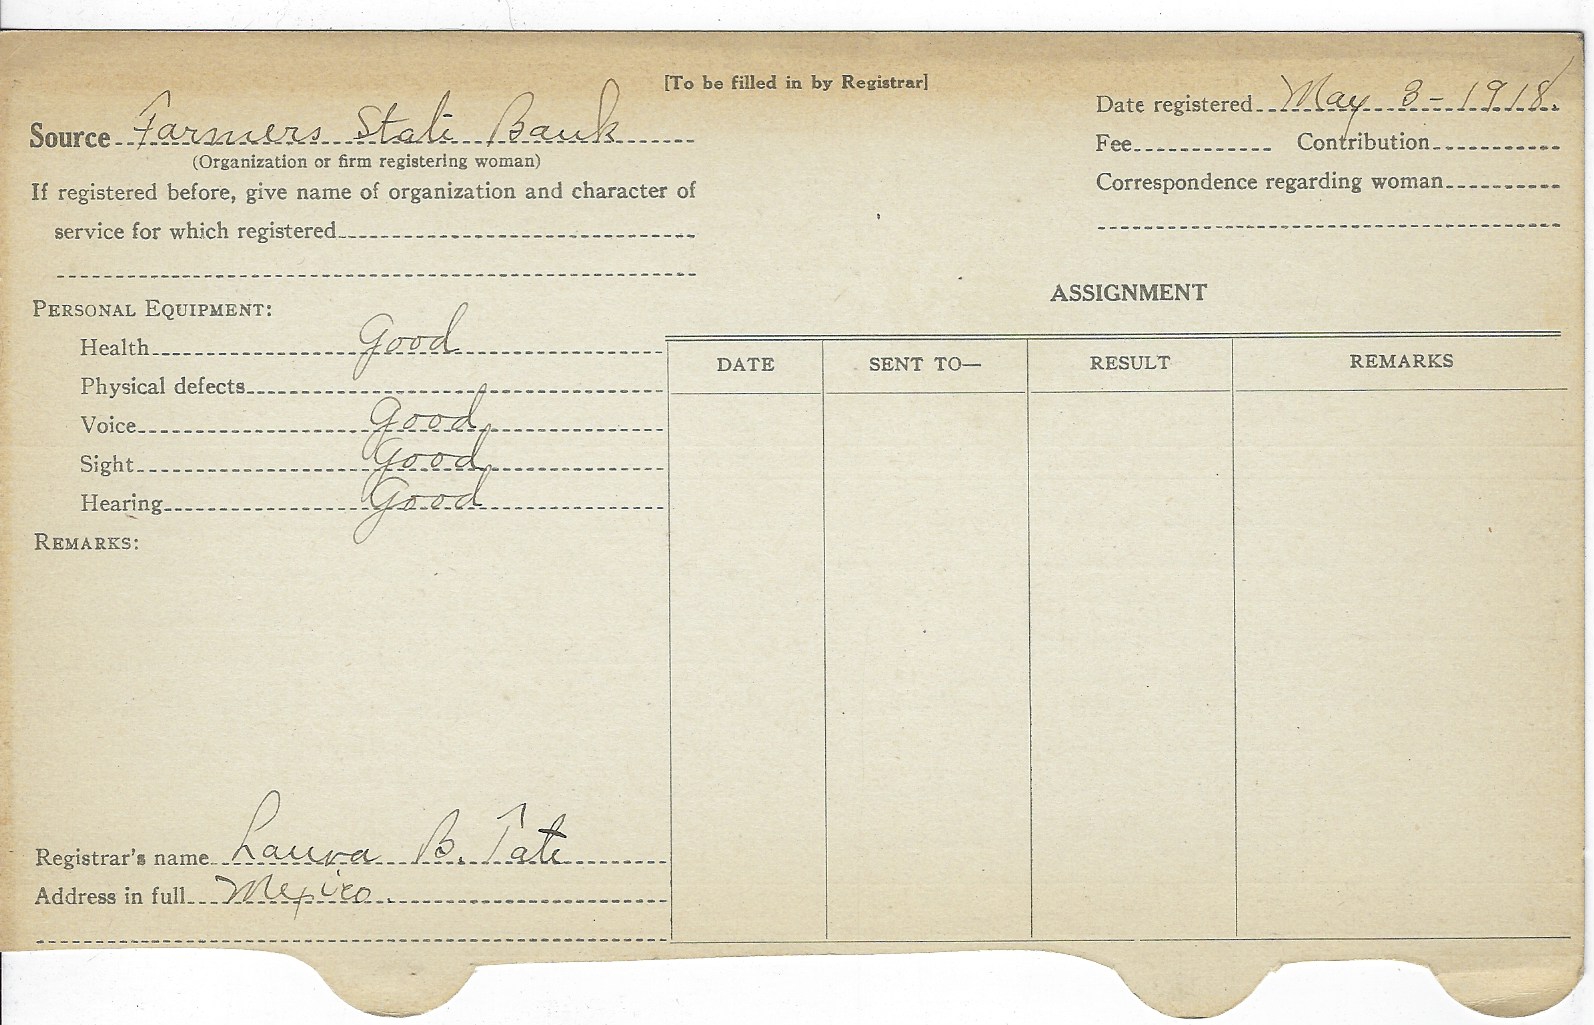 [To be filled in by Registrar]
Source Farmers State Bank
(Organization or firm registering woman)
If registered before, give name of organization and character of
service for which registered
Date registered May 3 - 1918.
Fee Contribution
Correspondence regarding woman
PERSONAL EQUIPMENT:
Health Good
Physical defects
Voice Good
Sight Good
Hearing Good
REMARKS:
Registrar's name Laura B. Tate
Address in full Mexico.
ASSIGNMENT
DATE SENT TO— RESULT REMARKS